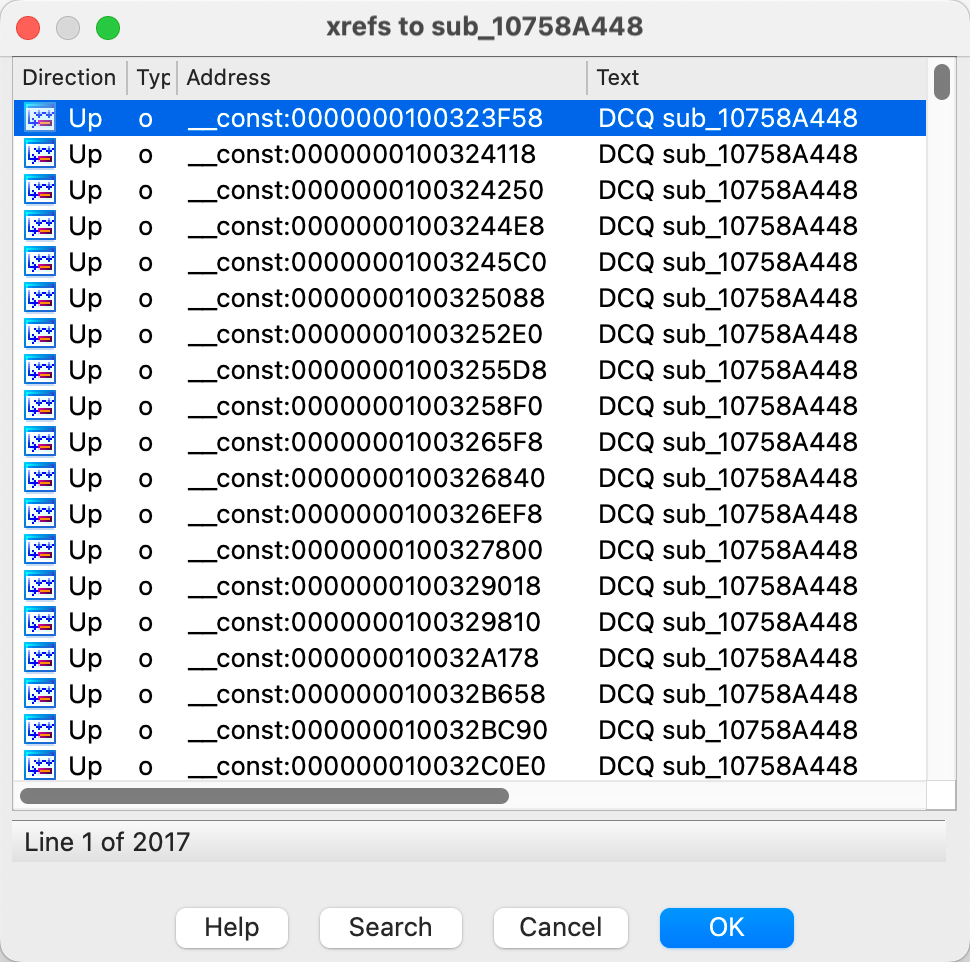 xrefs to sub_10758A448
Direction Typ Address Text
Up o __const:0000000100323F58 DCQ sub_10758A448
Up o __const:0000000100324118 DCQ sub_10758A448
Up o __const:0000000100324250 DCQ sub_10758A448
Up o __const:00000001003244E8 DCQ sub_10758A448
Up o __const:00000001003245C0 DCQ sub_10758A448
Up o __const:0000000100325088 DCQ sub_10758A448
Up o __const:00000001003252E0 DCQ sub_10758A448
Up o __const:00000001003255D8 DCQ sub_10758A448
Up o __const:00000001003258F0 DCQ sub_10758A448
Up o __const:00000001003265F8 DCQ sub_10758A448
Up o __const:0000000100326840 DCQ sub_10758A448
Up o __const:0000000100326EF8 DCQ sub_10758A448
Up o __const:0000000100327800 DCQ sub_10758A448
Up o __const:0000000100329018 DCQ sub_10758A448
Up o __const:0000000100329810 DCQ sub_10758A448
Up o __const:000000010032A178 DCQ sub_10758A448
Up o __const:000000010032B658 DCQ sub_10758A448
Up o __const:000000010032BC90 DCQ sub_10758A448
Up o __const:000000010032C0E0 DCQ sub_10758A448
Line 1 of 2017
Help Search Cancel OK